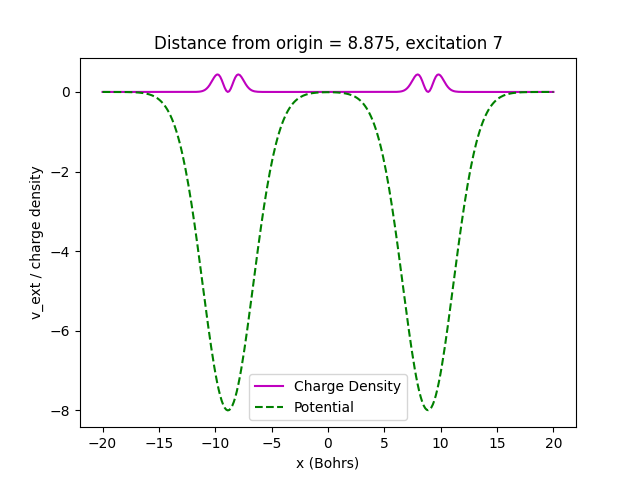 Distance from origin = 8.875, excitation 7
v_ext / charge density
0
−2
−4
−6
−8
Charge Density
Potential
−20 −15 −10 −5 0 5 10 15 20
x (Bohrs)